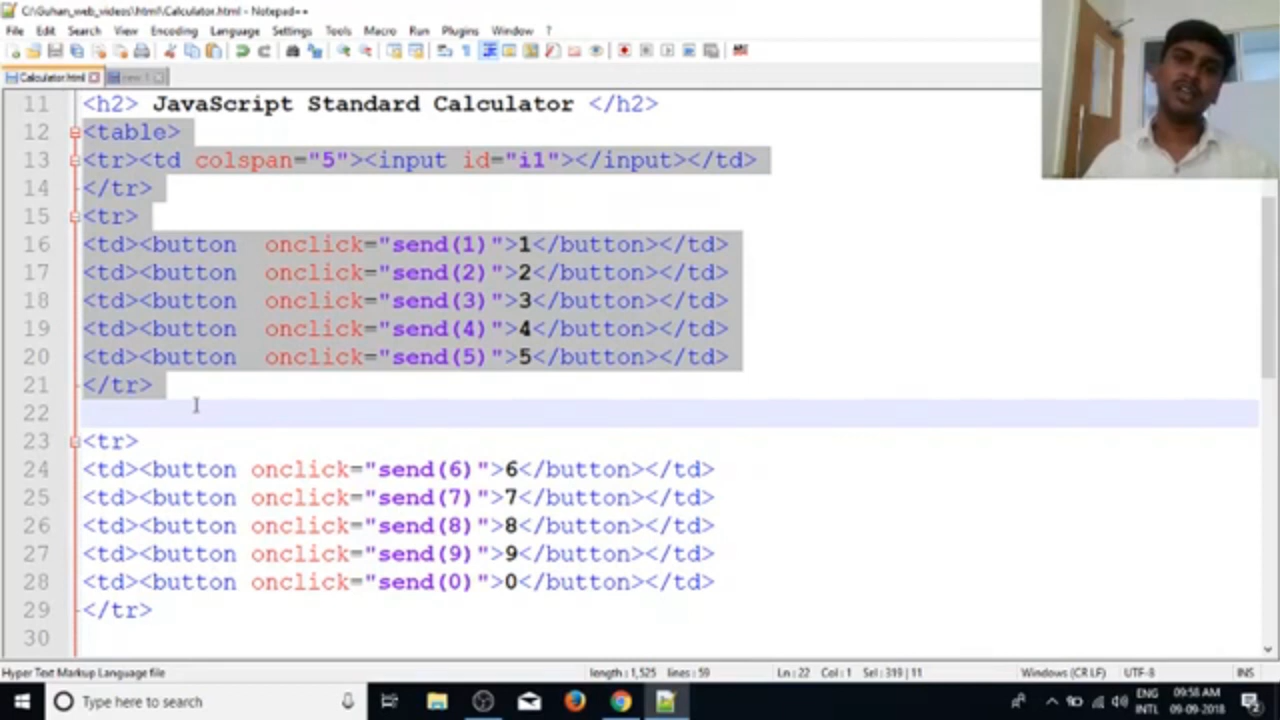 C:\Guhan_web_videos\html\Calculator.html - Notepad++
File Edit Search View Encoding Language Settings Tools Macro Run Plugins Window ?
Calculator.html new 1
11 <h2> JavaScript Standard Calculator </h2>
12 <table>
13 <tr><td colspan="5"><input id="i1"></input></td>
14 </tr>
15 <tr>
16 <td><button  onclick="send(1)">1</button></td>
17 <td><button  onclick="send(2)">2</button></td>
18 <td><button  onclick="send(3)">3</button></td>
19 <td><button  onclick="send(4)">4</button></td>
20 <td><button  onclick="send(5)">5</button></td>
21 </tr>
22
23 <tr>
24 <td><button onclick="send(6)">6</button></td>
25 <td><button onclick="send(7)">7</button></td>
26 <td><button onclick="send(8)">8</button></td>
27 <td><button onclick="send(9)">9</button></td>
28 <td><button onclick="send(0)">0</button></td>
29 </tr>
30
Hyper Text Markup Language file length : 1,525 lines : 59 Ln : 22 Col : 1 Sel : 319 | 11 Windows (CR LF) UTF-8 INS
Type here to search ENG 09:58 AM
INTL 09-09-2018 2